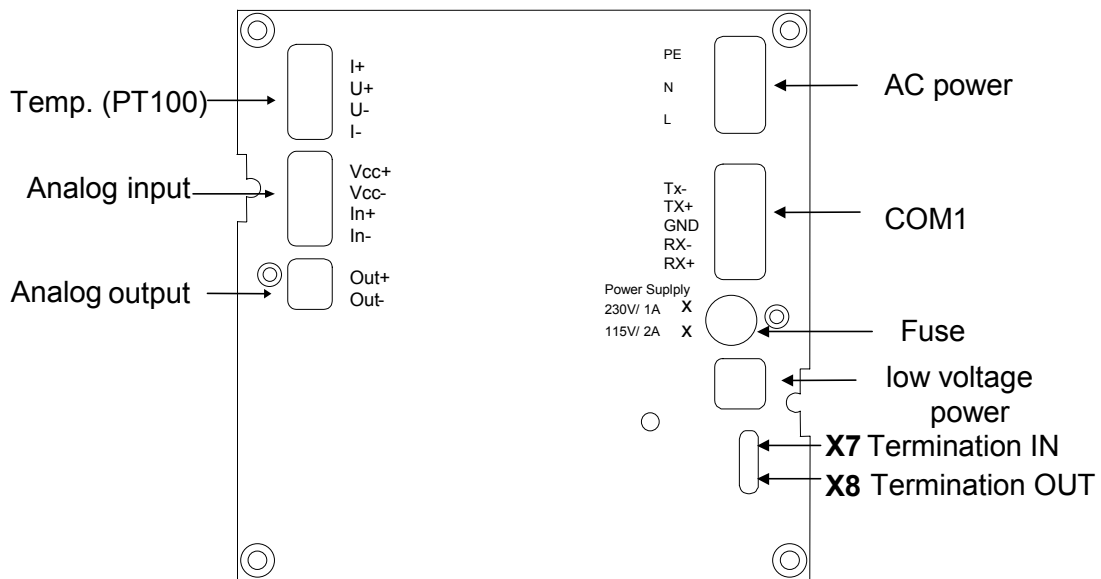 Temp. (PT100)
I+
U+
U-
I-
Analog input
Vcc+
Vcc-
In+
In-
Analog output
Out+
Out-
PE
N
L
AC power
Tx-
TX+
GND
RX-
RX+
COM1
Power Suplply
230V/ 1A X
115V/ 2A X
Fuse
low voltage
power
X7 Termination IN
X8 Termination OUT